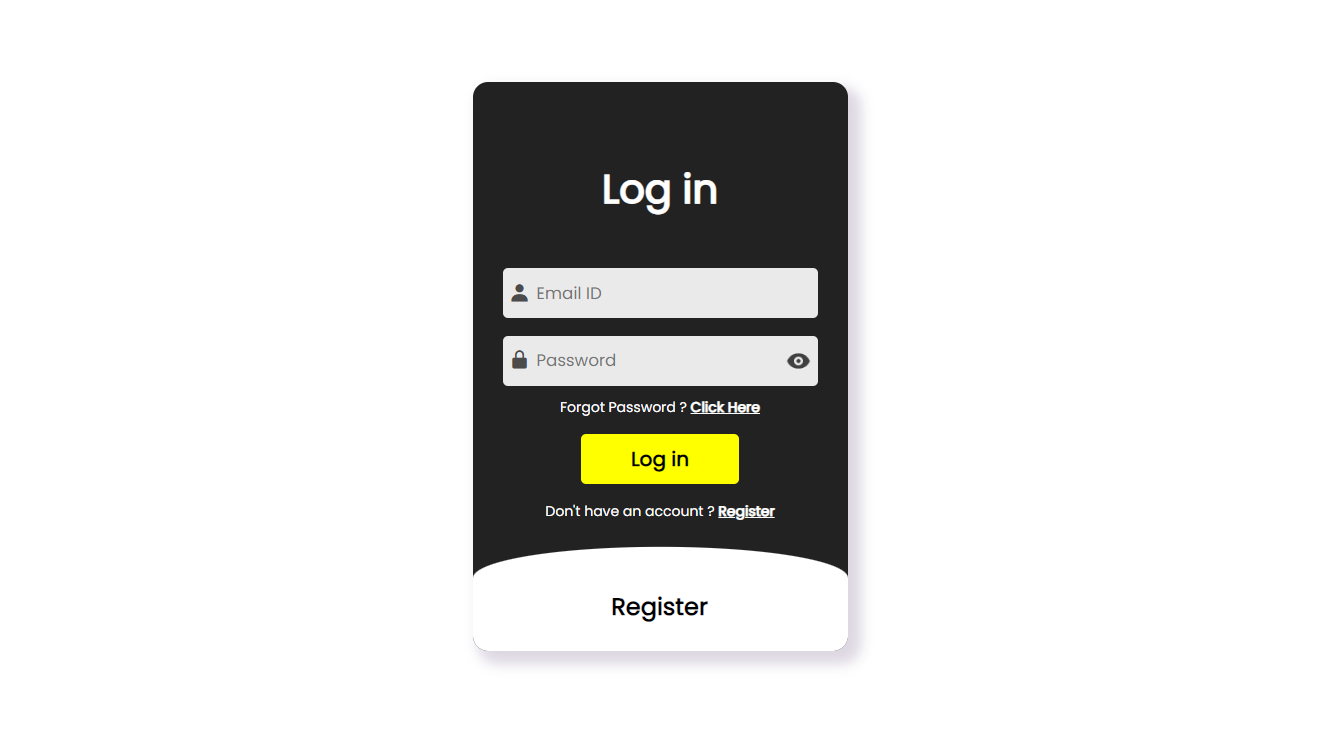 Log in
Email ID
Password
Forgot Password ? Click Here
Log in
Don't have an account ? Register
Register